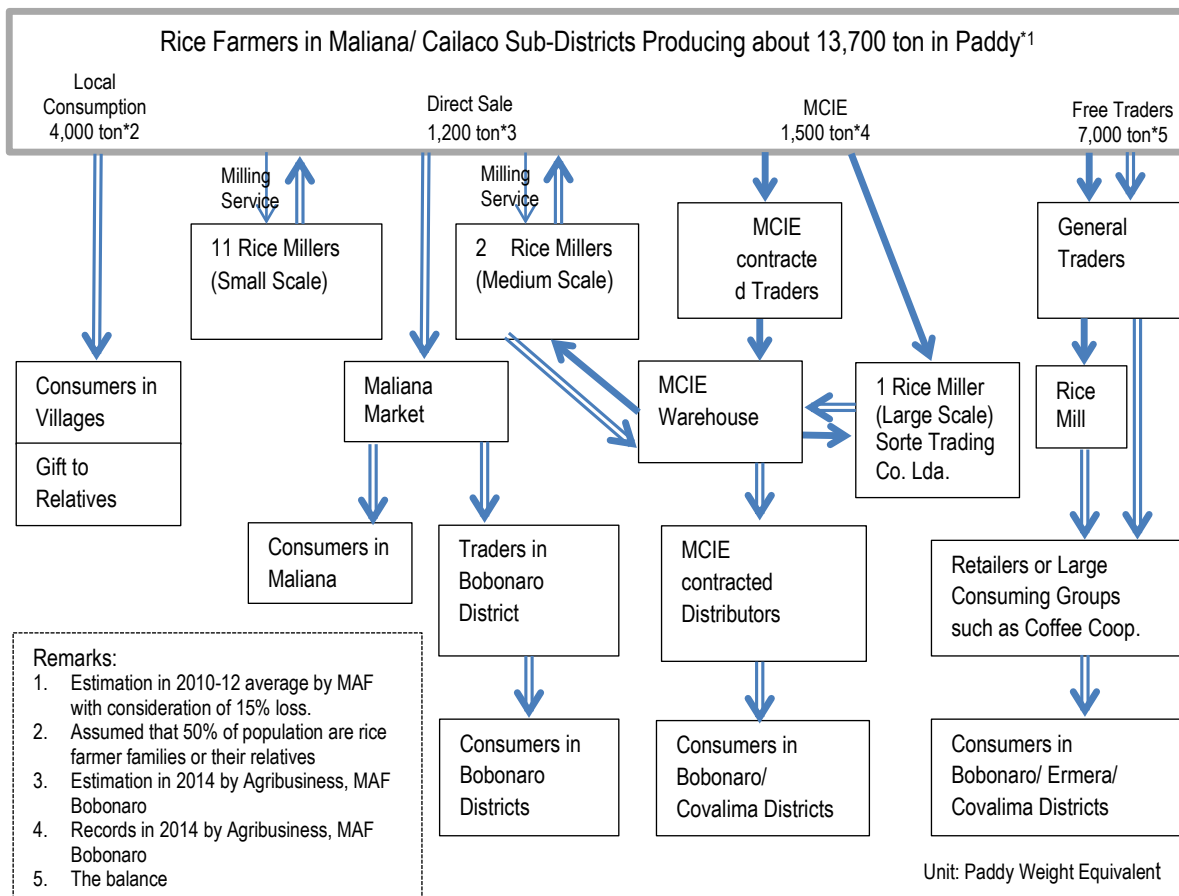 Rice Farmers in Maliana/ Cailaco Sub-Districts Producing about 13,700 ton in Paddy*1
Local
Consumption
4,000 ton*2
Direct Sale
1,200 ton*3
MCIE
1,500 ton*4
Free Traders
7,000 ton*5
Milling
Service
Milling
Service
11 Rice Millers
(Small Scale)
2 Rice Millers
(Medium Scale)
MCIE
contracte
d Traders
General
Traders
Consumers in
Villages
Gift to
Relatives
Maliana
Market
MCIE
Warehouse
1 Rice Miller
(Large Scale)
Sorte Trading
Co. Lda.
Rice
Mill
Consumers in
Maliana
Traders in
Bobonaro
District
MCIE
contracted
Distributors
Retailers or Large
Consuming Groups
such as Coffee Coop.
Remarks:
1. Estimation in 2010-12 average by MAF
with consideration of 15% loss.
2. Assumed that 50% of population are rice
farmer families or their relatives
3. Estimation in 2014 by Agribusiness, MAF
Bobonaro
4. Records in 2014 by Agribusiness, MAF
Bobonaro
5. The balance
Consumers in
Bobonaro
Districts
Consumers in
Bobonaro/
Covalima Districts
Consumers in
Bobonaro/ Ermera/
Covalima Districts
Unit: Paddy Weight Equivalent